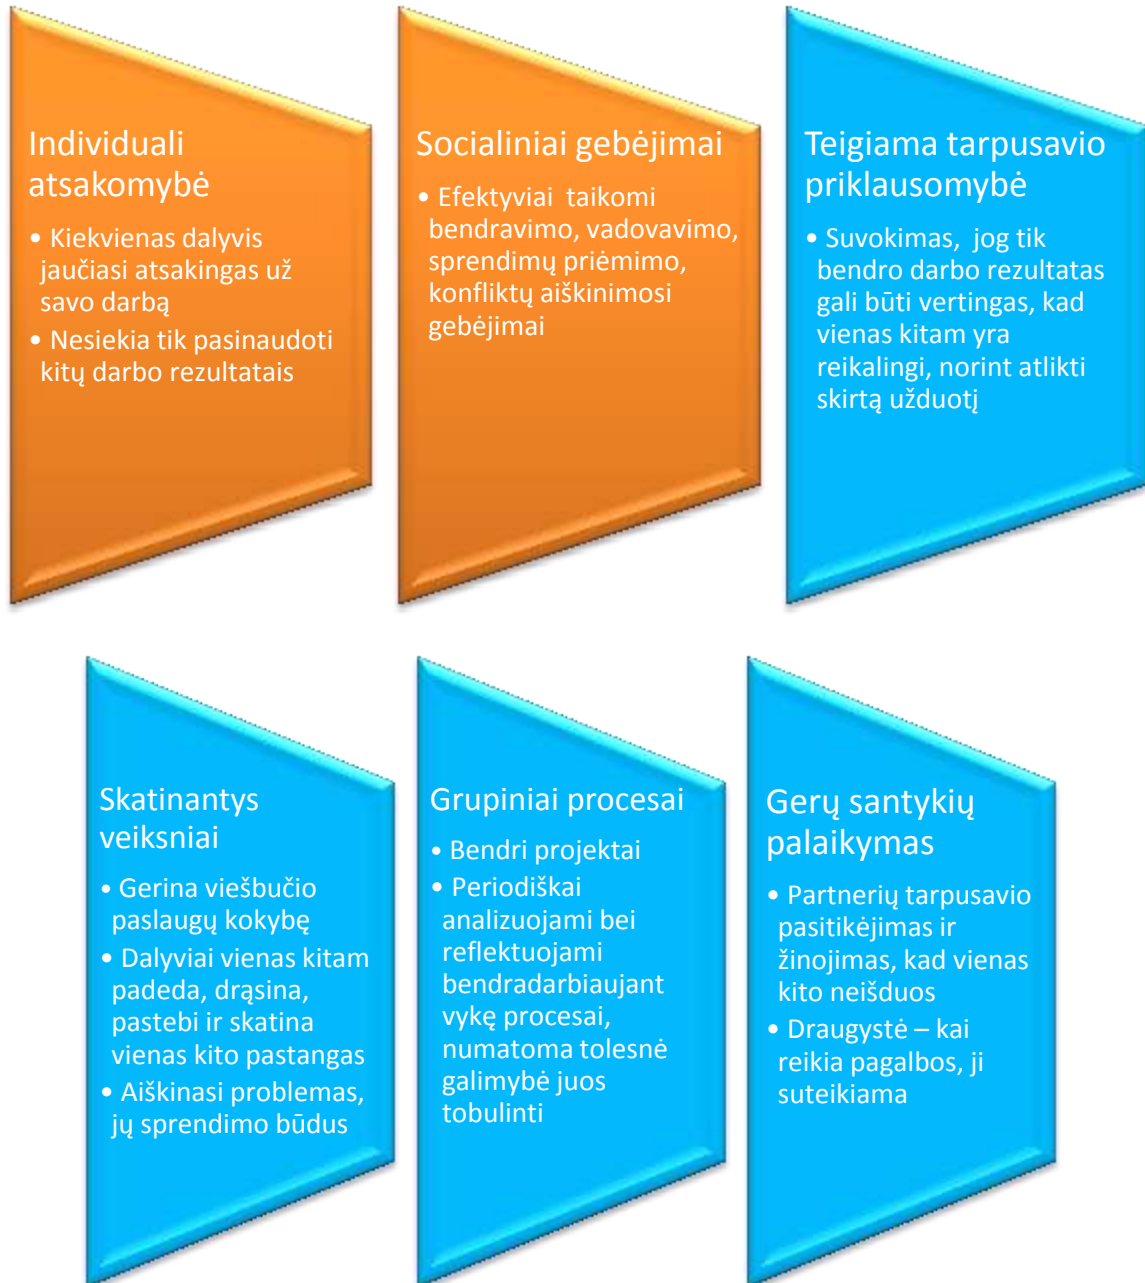 Individuali
atsakomybė
• Kiekvienas dalyvis
jaučiasi atsakingas už
savo darbą
• Nesiekia tik pasinaudoti
kitų darbo rezultatais
Socialiniai gebėjimai
• Efektyviai taikomi
bendravimo, vadovavimo,
sprendimų priėmimo,
konfliktų aiškinimosi
gebėjimai
Teigiama tarpusavio
priklausomybė
• Suvokimas, jog tik
bendro darbo rezultatas
gali būti vertingas, kad
vienas kitam yra
reikalingi, norint atlikti
skirtą užduotį
Skatinantys
veiksniai
• Gerina viešbučio
paslaugų kokybę
• Dalyviai vienas kitam
padeda, drąsina,
pastebi ir skatina
vienas kito pastangas
• Aiškinasi problemas,
jų sprendimo būdus
Grupiniai procesai
• Bendri projektai
• Periodiškai
analizuojami bei
reflektuojami
bendradarbiaujant
vykę procesai,
numatoma tolesnė
galimybė juos
tobulinti
Gerų santykių
palaikymas
• Partnerių tarpusavio
pasitikėjimas ir
žinojimas, kad vienas
kito neišduos
• Draugystė – kai
reikia pagalbos, ji
suteikiama